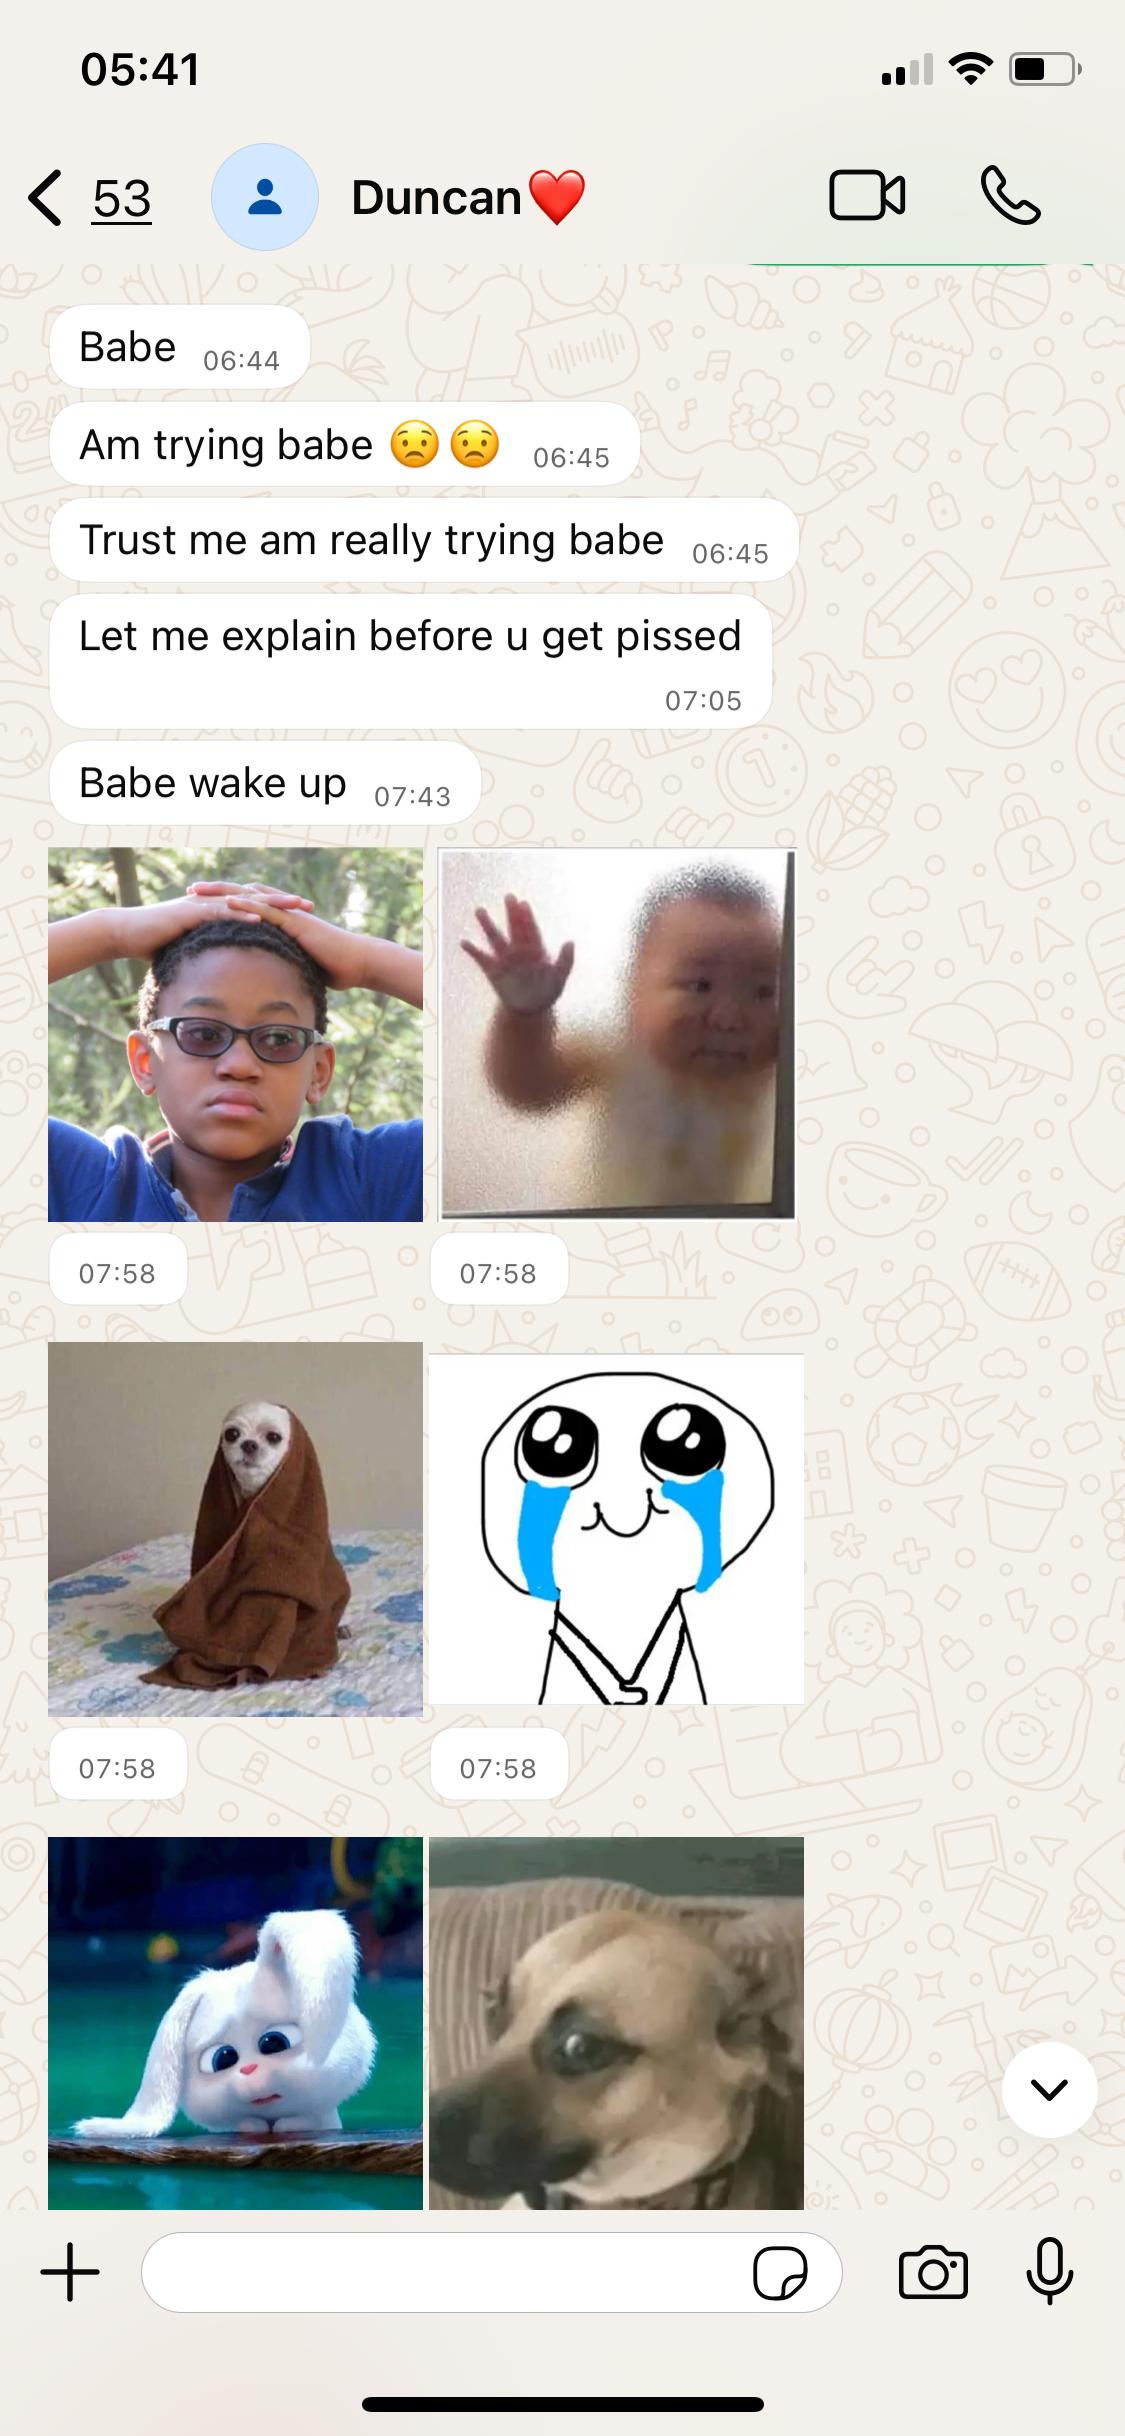 05:41
53
Duncan❤️
Babe 06:44
Am trying babe 😟😟 06:45
Trust me am really trying babe 06:45
Let me explain before u get pissed
07:05
Babe wake up 07:43
07:58 07:58
07:58 07:58